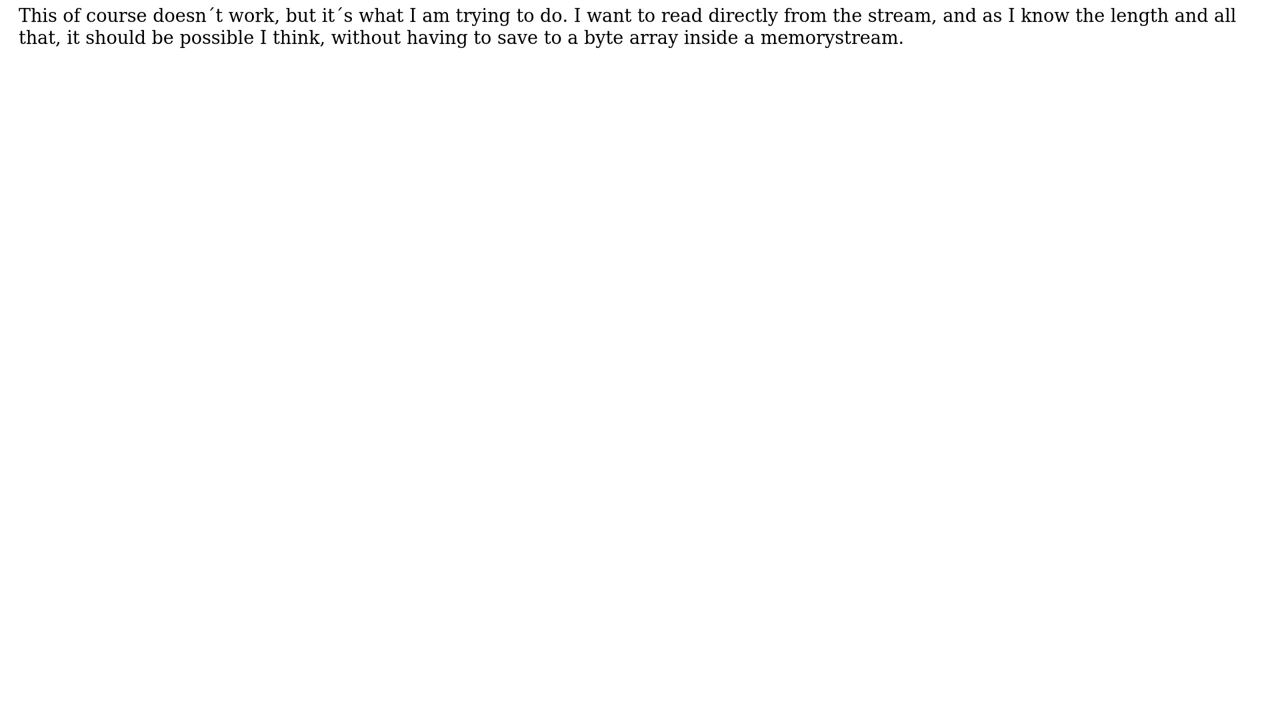 This of course doesn´t work, but it´s what I am trying to do. I want to read directly from the stream, and as I know the length and all
that, it should be possible I think, without having to save to a byte array inside a memorystream.